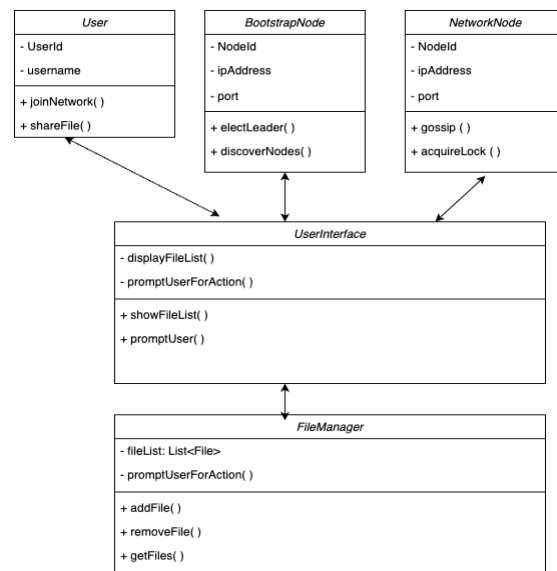 User
- UserId
- username
+ joinNetwork( )
+ shareFile( )
BootstrapNode
- NodeId
- ipAddress
- port
+ electLeader( )
+ discoverNodes( )
NetworkNode
- NodeId
- ipAddress
- port
+ gossip ( )
+ acquireLock ( )
UserInterface
- displayFileList( )
- promptUserForAction( )
+ showFileList( )
+ promptUser( )
FileManager
- fileList: List<File>
- promptUserForAction( )
+ addFile( )
+ removeFile( )
+ getFiles( )